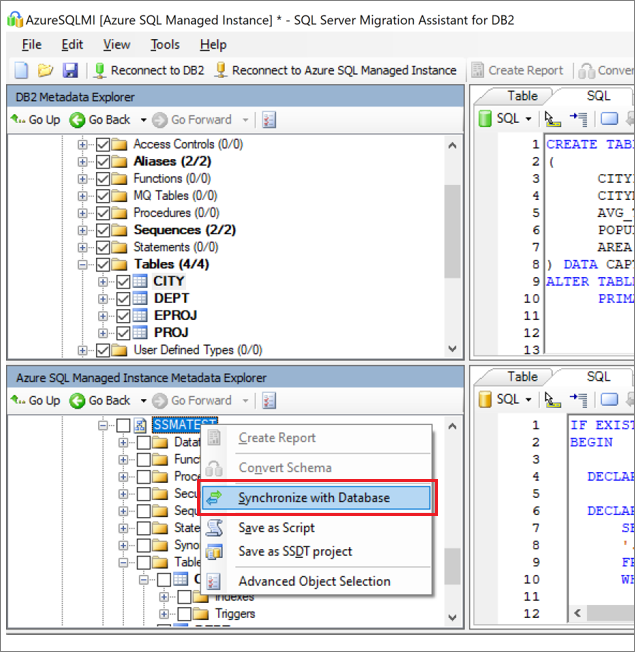 AzureSQLMI [Azure SQL Managed Instance] * - SQL Server Migration Assistant for DB2
File Edit View Tools Help
Reconnect to DB2 Reconnect to Azure SQL Managed Instance Create Report Conver
DB2 Metadata Explorer
Go Up Go Back Go Forward
Access Controls (0/0)
Aliases (2/2)
Functions (0/0)
MQ Tables (0/0)
Procedures (0/0)
Sequences (2/2)
Statements (0/0)
Tables (4/4)
CITY
DEPT
EPROJ
PROJ
User Defined Types (0/0)
Table SQL
SQL
1 CREATE TABL
2 (
3 CITYI
4 CITYN
5 AVG_T
6 POPUL
7 AREA
8 ) DATA CAPT
9 ALTER TABLE
10 PRIMA
11
12
13
Azure SQL Managed Instance Metadata Explorer
Go Up Go Back Go Forward
SSMATEST
Datab
Func
Proce
Secu
Sequ
State
Syno
Table
C
Indexes
Triggers
Create Report
Convert Schema
Synchronize with Database
Save as Script
Save as SSDT project
Advanced Object Selection
Table SQL
SQL
1 IF EXIST
2 BEGIN
3
4 DECLAR
5
6 DECLAR
7 SE
8 '.
9 FR
10 WH
11
12